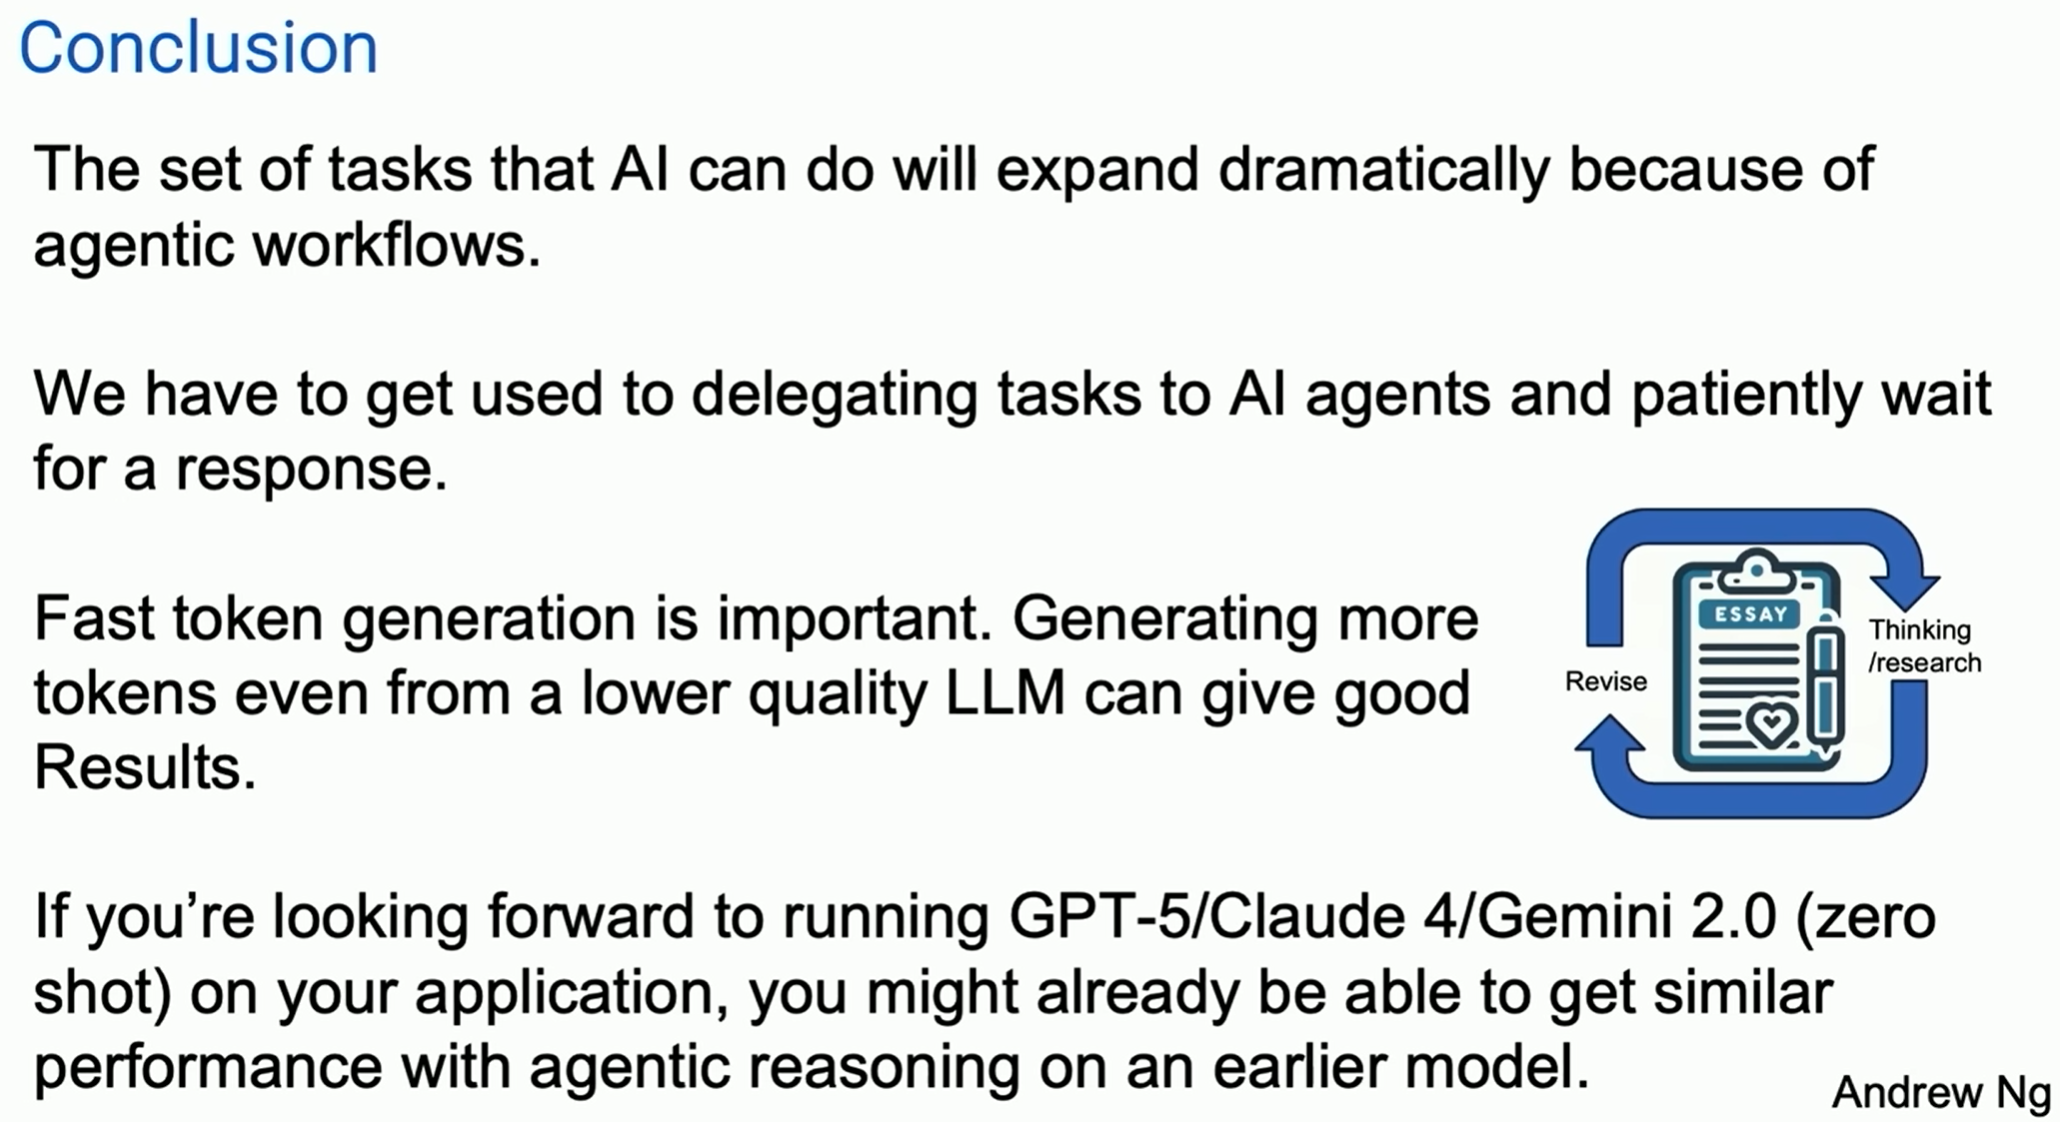 Conclusion
The set of tasks that AI can do will expand dramatically because of
agentic workflows.
We have to get used to delegating tasks to AI agents and patiently wait
for a response.
Fast token generation is important. Generating more
tokens even from a lower quality LLM can give good
Results.
ESSAY
Thinking
/research
Revise
If you’re looking forward to running GPT-5/Claude 4/Gemini 2.0 (zero
shot) on your application, you might already be able to get similar
performance with agentic reasoning on an earlier model.
Andrew Ng